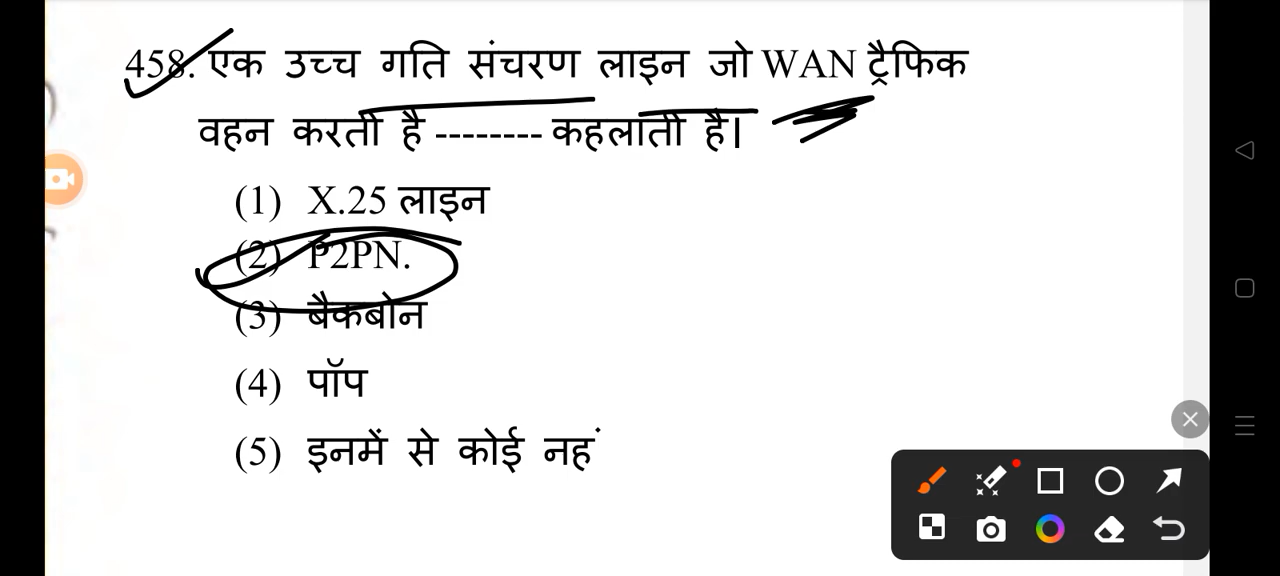 458. एक उच्च गति संचरण लाइन जो WAN ट्रैफिक
वहन करती है -------- कहलाती है।
(1) X.25 लाइन
(2) P2PN.
(3) बैकबोन
(4) पॉप
(5) इनमें से कोई नहं